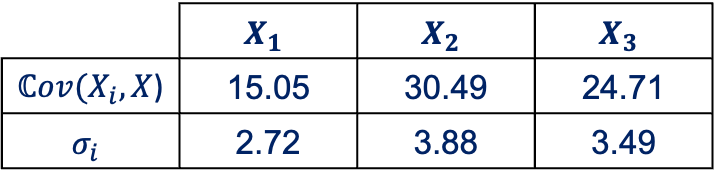 X₁ X₂ X₃
ℂov(Xᵢ, X) 15.05 30.49 24.71
σᵢ 2.72 3.88 3.49